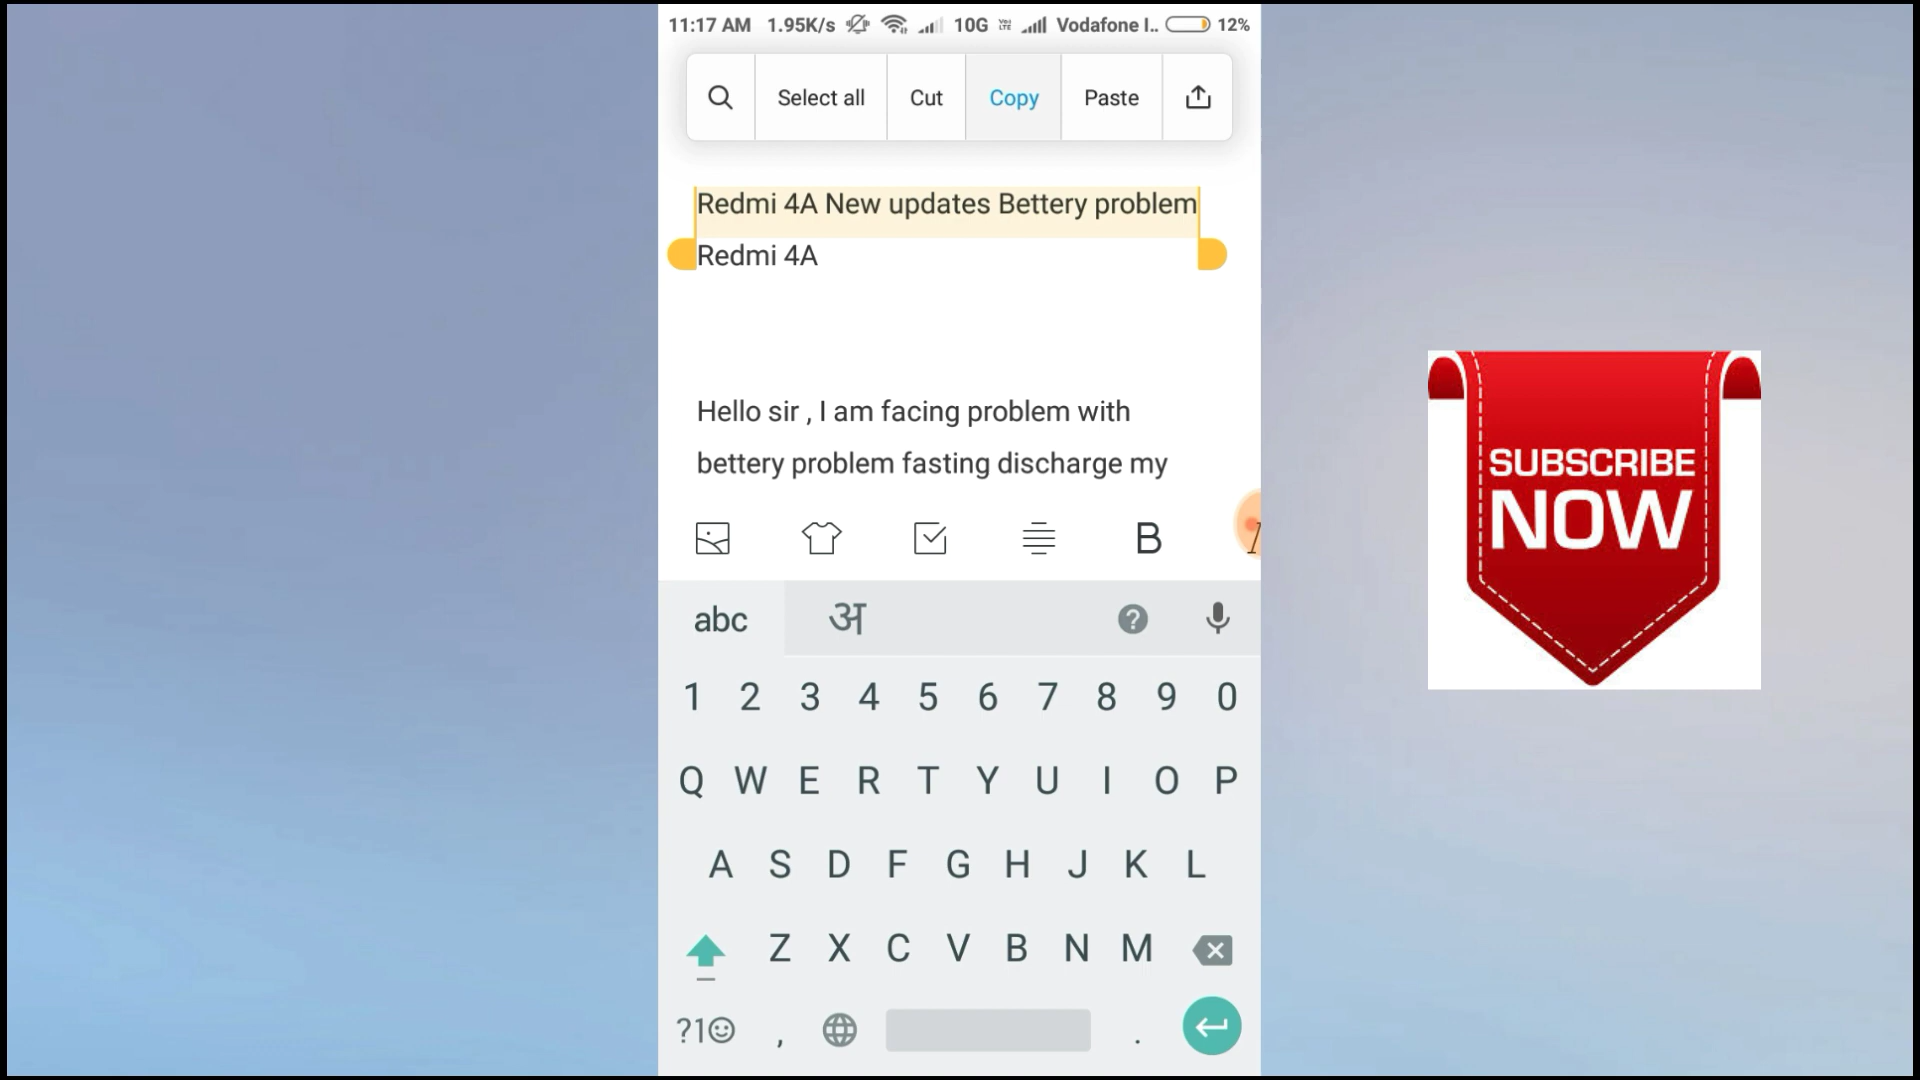 11:17 AM 1.95K/s 10G Vo) LTE Vodafone I.. 12%
Select all Cut Copy Paste
Redmi 4A New updates Bettery problem
Redmi 4A
Hello sir , I am facing problem with
bettery problem fasting discharge my
B I
abc अ ?
1 2 3 4 5 6 7 8 9 0
Q W E R T Y U I O P
A S D F G H J K L
Z X C V B N M
?1☺ , .
SUBSCRIBE
NOW